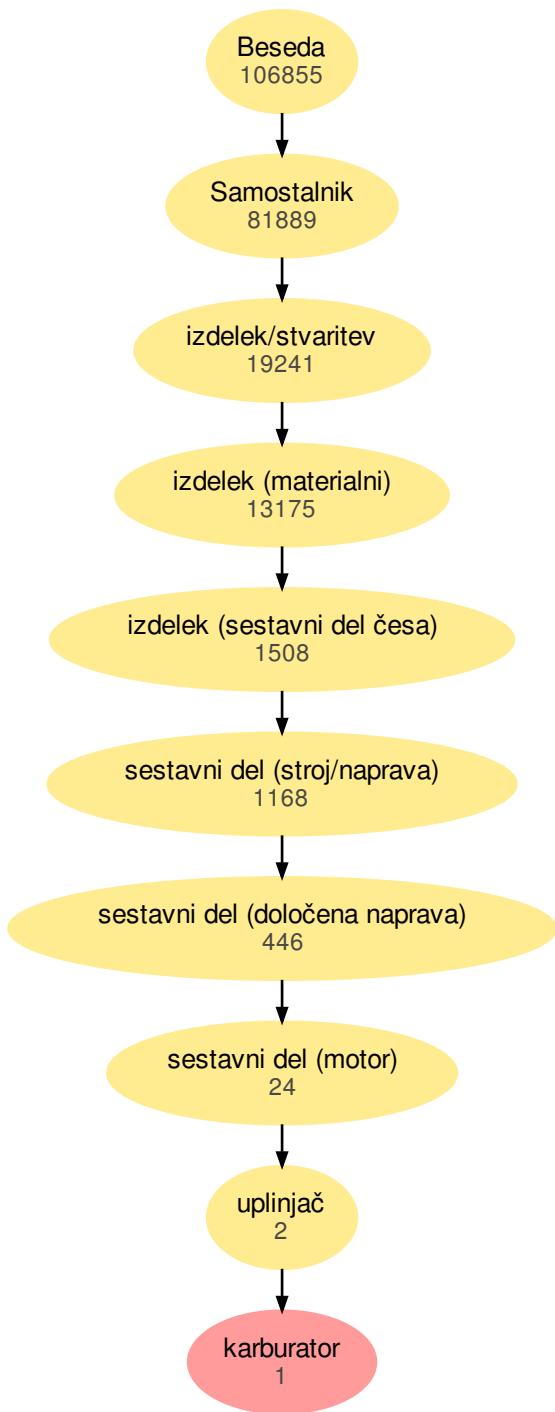 Beseda
106855
Samostalnik
81889
izdelek/stvaritev
19241
izdelek (materialni)
13175
izdelek (sestavni del česa)
1508
sestavni del (stroj/naprava)
1168
sestavni del (določena naprava)
446
sestavni del (motor)
24
uplinjač
2
karburator
1